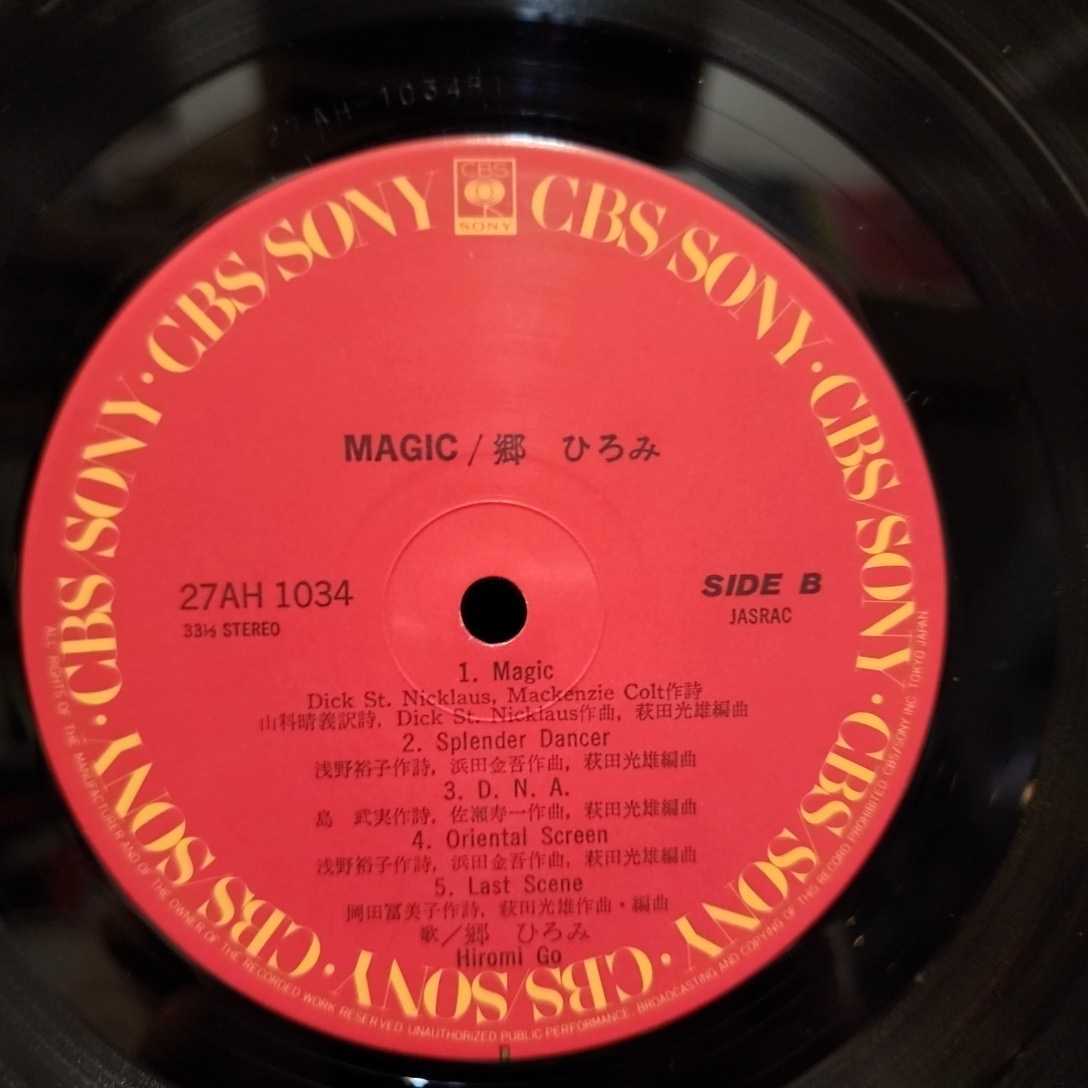 27AH-1034B1
CBS
SONY
CBS/SONY · CBS/SONY · CBS/SONY · CBS/SONY · CBS/SONY · CBS/SONY · CBS/SONY · CBS/SONY
MAGIC / 郷 ひろみ
27AH 1034
33⅓ STEREO
SIDE B
JASRAC
1. Magic
Dick St. Nicklaus, Mackenzie Colt作詩
山科晴義訳詩, Dick St. Nicklaus作曲, 萩田光雄編曲
2. Splender Dancer
浅野裕子作詩, 浜田金吾作曲, 萩田光雄編曲
3. D. N. A.
島 武実作詩, 佐瀬寿一作曲, 萩田光雄編曲
4. Oriental Screen
浅野裕子作詩, 浜田金吾作曲, 萩田光雄編曲
5. Last Scene
岡田冨美子作詩, 萩田光雄作曲・編曲
歌／郷 ひろみ
Hiromi Go
ALL RIGHTS OF THE MANUFACTURER AND OF THE OWNER OF THE RECORDED WORK RESERVED. UNAUTHORIZED PUBLIC PERFORMANCE, BROADCASTING AND COPYING OF THIS RECORD PROHIBITED. CBS/SONY INC. TOKYO JAPAN